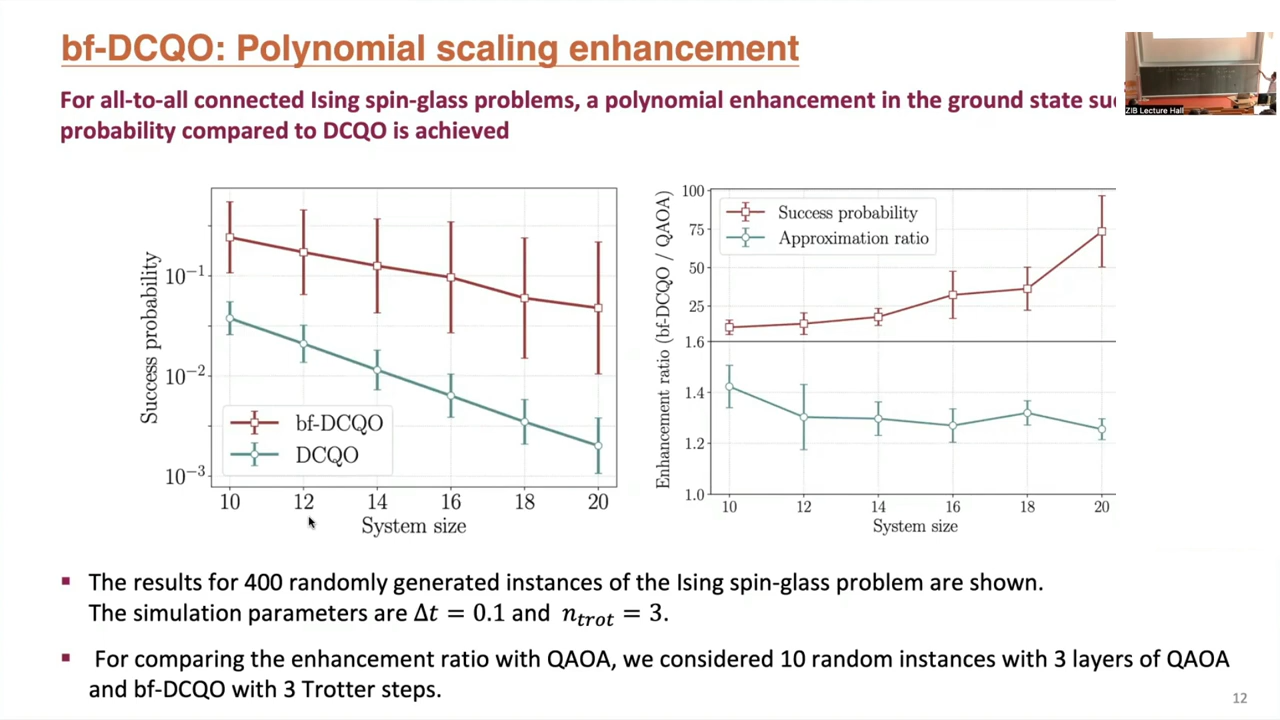 bf-DCQO: Polynomial scaling enhancement
For all-to-all connected Ising spin-glass problems, a polynomial enhancement in the ground state
probability compared to DCQO is achieved
ZIB Lecture Hall
Success probability
10⁻¹
10⁻²
10⁻³
bf-DCQO
DCQO
10 12 14 16 18 20
System size
Enhancement ratio (bf-DCQO / QAOA)
100
75
50
25
1.6
1.4
1.2
1.0
Success probability
Approximation ratio
10 12 14 16 18 20
System size
▪ The results for 400 randomly generated instances of the Ising spin-glass problem are shown.
The simulation parameters are Δt = 0.1 and n_trot = 3.
▪ For comparing the enhancement ratio with QAOA, we considered 10 random instances with 3 layers of QAOA
and bf-DCQO with 3 Trotter steps.
12